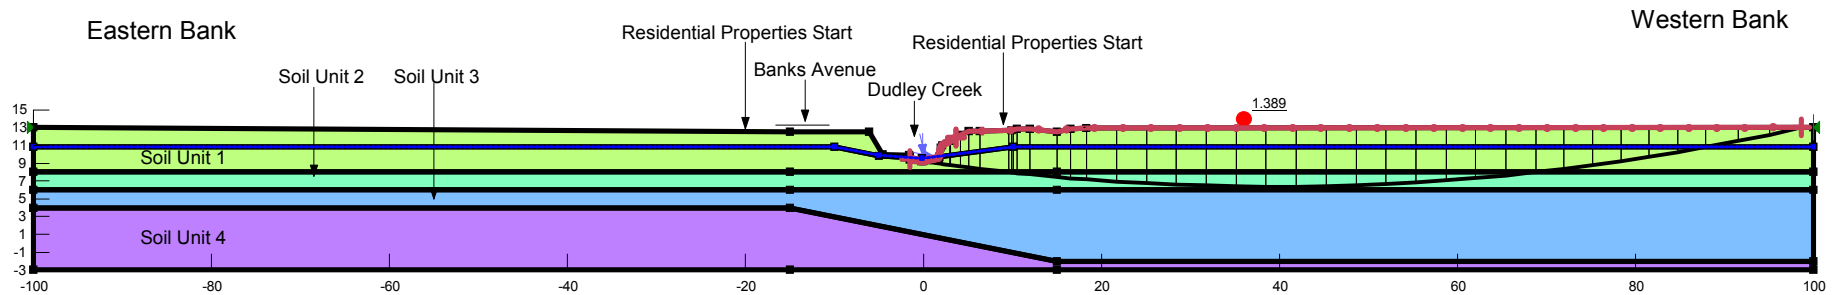 Eastern Bank
Western Bank
Residential Properties Start
Residential Properties Start
Banks Avenue
Soil Unit 2
Soil Unit 3
Dudley Creek
1.389
15
13
11
9
7
5
3
1
-1
-3
Soil Unit 1
Soil Unit 4
-100
-80
-60
-40
-20
0
20
40
60
80
100